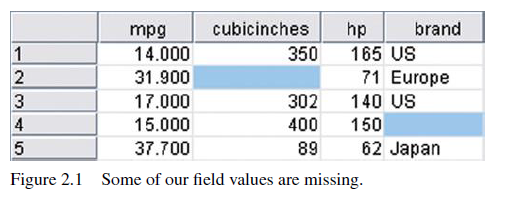 mpg cubicinches hp brand
1 14.000 350 165 US
2 31.900 71 Europe
3 17.000 302 140 US
4 15.000 400 150
5 37.700 89 62 Japan
Figure 2.1 Some of our field values are missing.